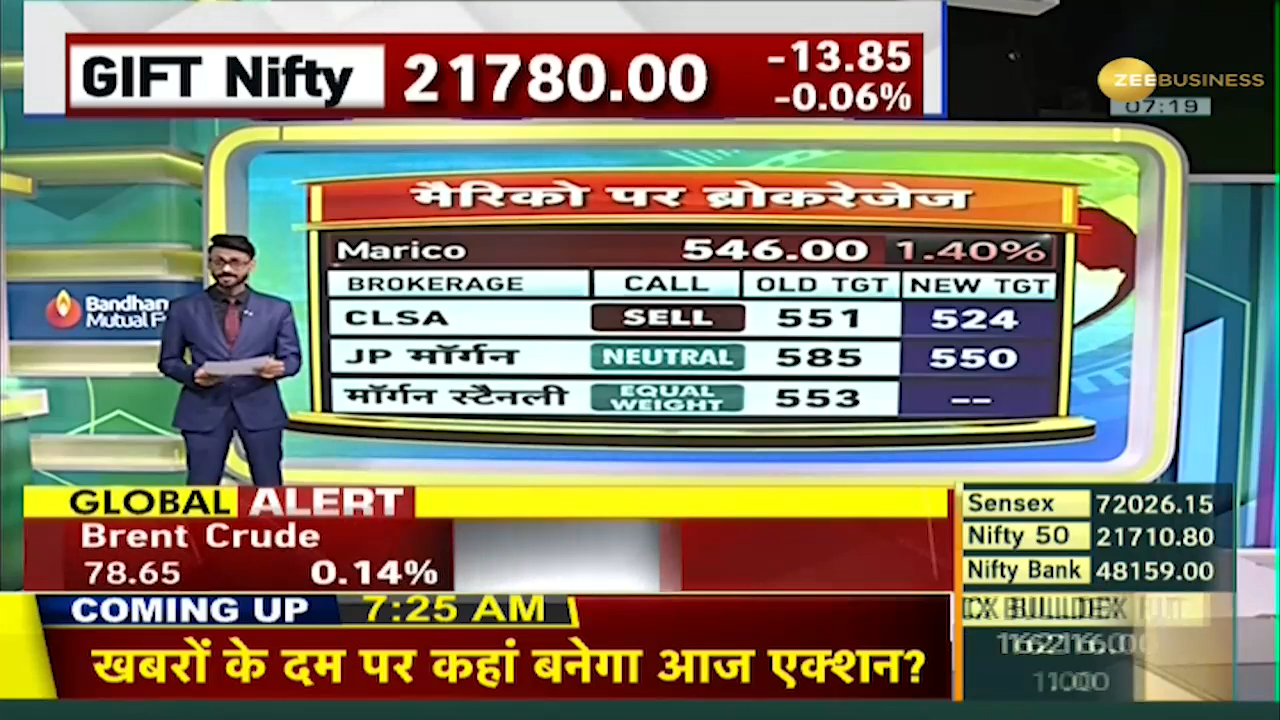 GIFT Nifty 21780.00 -13.85 -0.06%
ZEEBUSINESS
07:19
मैरिको पर ब्रोकरेजेज
Marico 546.00 1.40%
BROKERAGE CALL OLD TGT NEW TGT
CLSA SELL 551 524
JP मॉर्गन NEUTRAL 585 550
मॉर्गन स्टैनली EQUAL WEIGHT 553 --
Bandhan
Mutual
GLOBAL ALERT
Brent Crude
78.65 0.14%
Sensex 72026.15
Nifty 50 21710.80
Nifty Bank 48159.00
COMING UP 7:25 AM
खबरों के दम पर कहां बनेगा आज एक्शन?